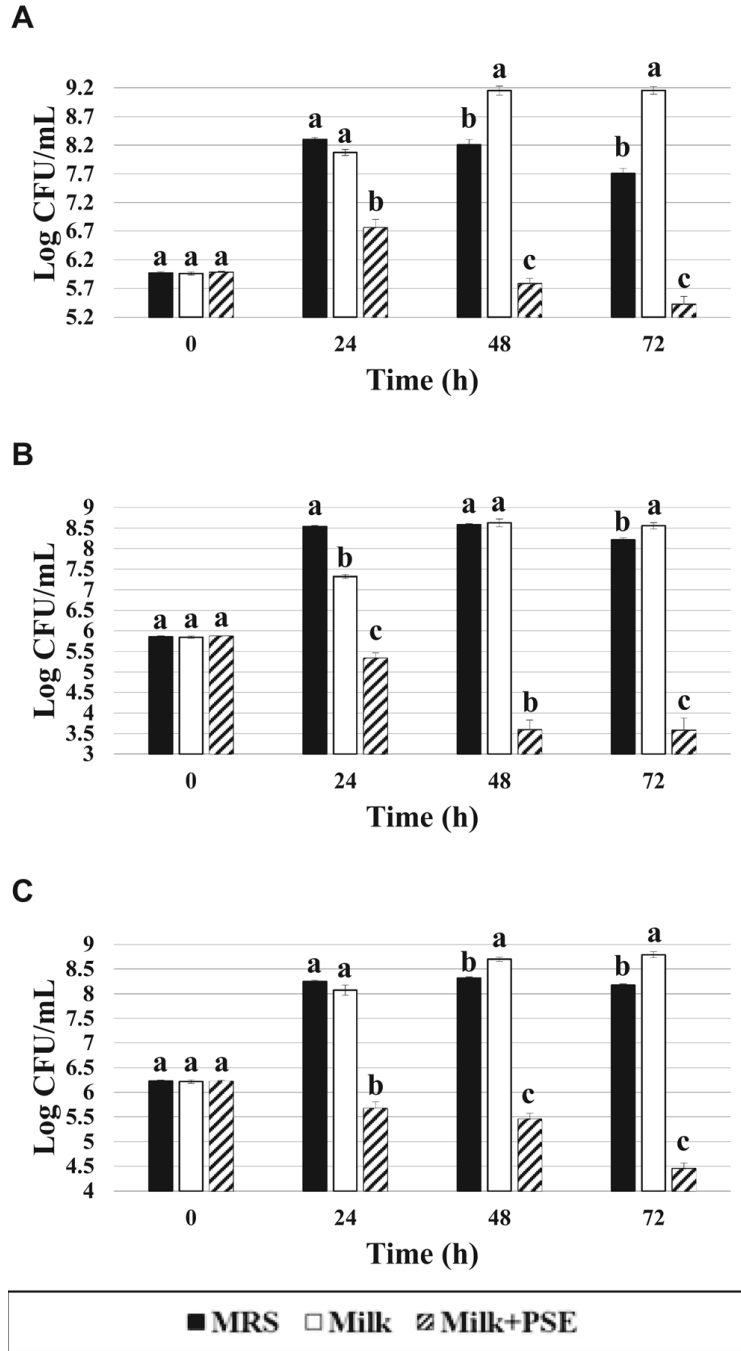 A
Log CFU/mL
9.2
8.7
8.2
7.7
7.2
6.7
6.2
5.7
5.2
a a a
a a b
b a c
b a c
0 24 48 72
Time (h)
B
Log CFU/mL
9
8.5
8
7.5
7
6.5
6
5.5
5
4.5
4
3.5
3
a a a
a b c
a a b
b a c
0 24 48 72
Time (h)
C
Log CFU/mL
9
8.5
8
7.5
7
6.5
6
5.5
5
4.5
4
a a a
a a b
b a c
b a c
0 24 48 72
Time (h)
MRS Milk Milk+PSE